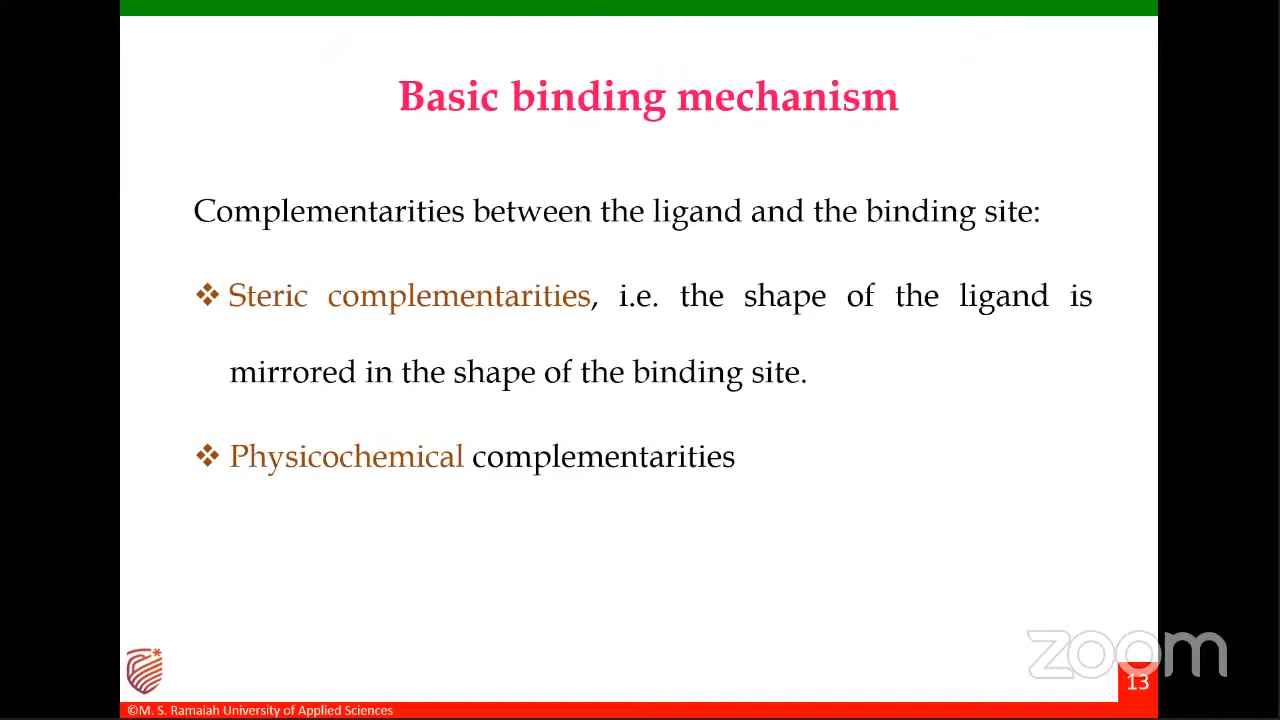 Basic binding mechanism
Complementarities between the ligand and the binding site:
❖ Steric complementarities, i.e. the shape of the ligand is
mirrored in the shape of the binding site.
❖ Physicochemical complementarities
zoom
13
©M. S. Ramaiah University of Applied Sciences